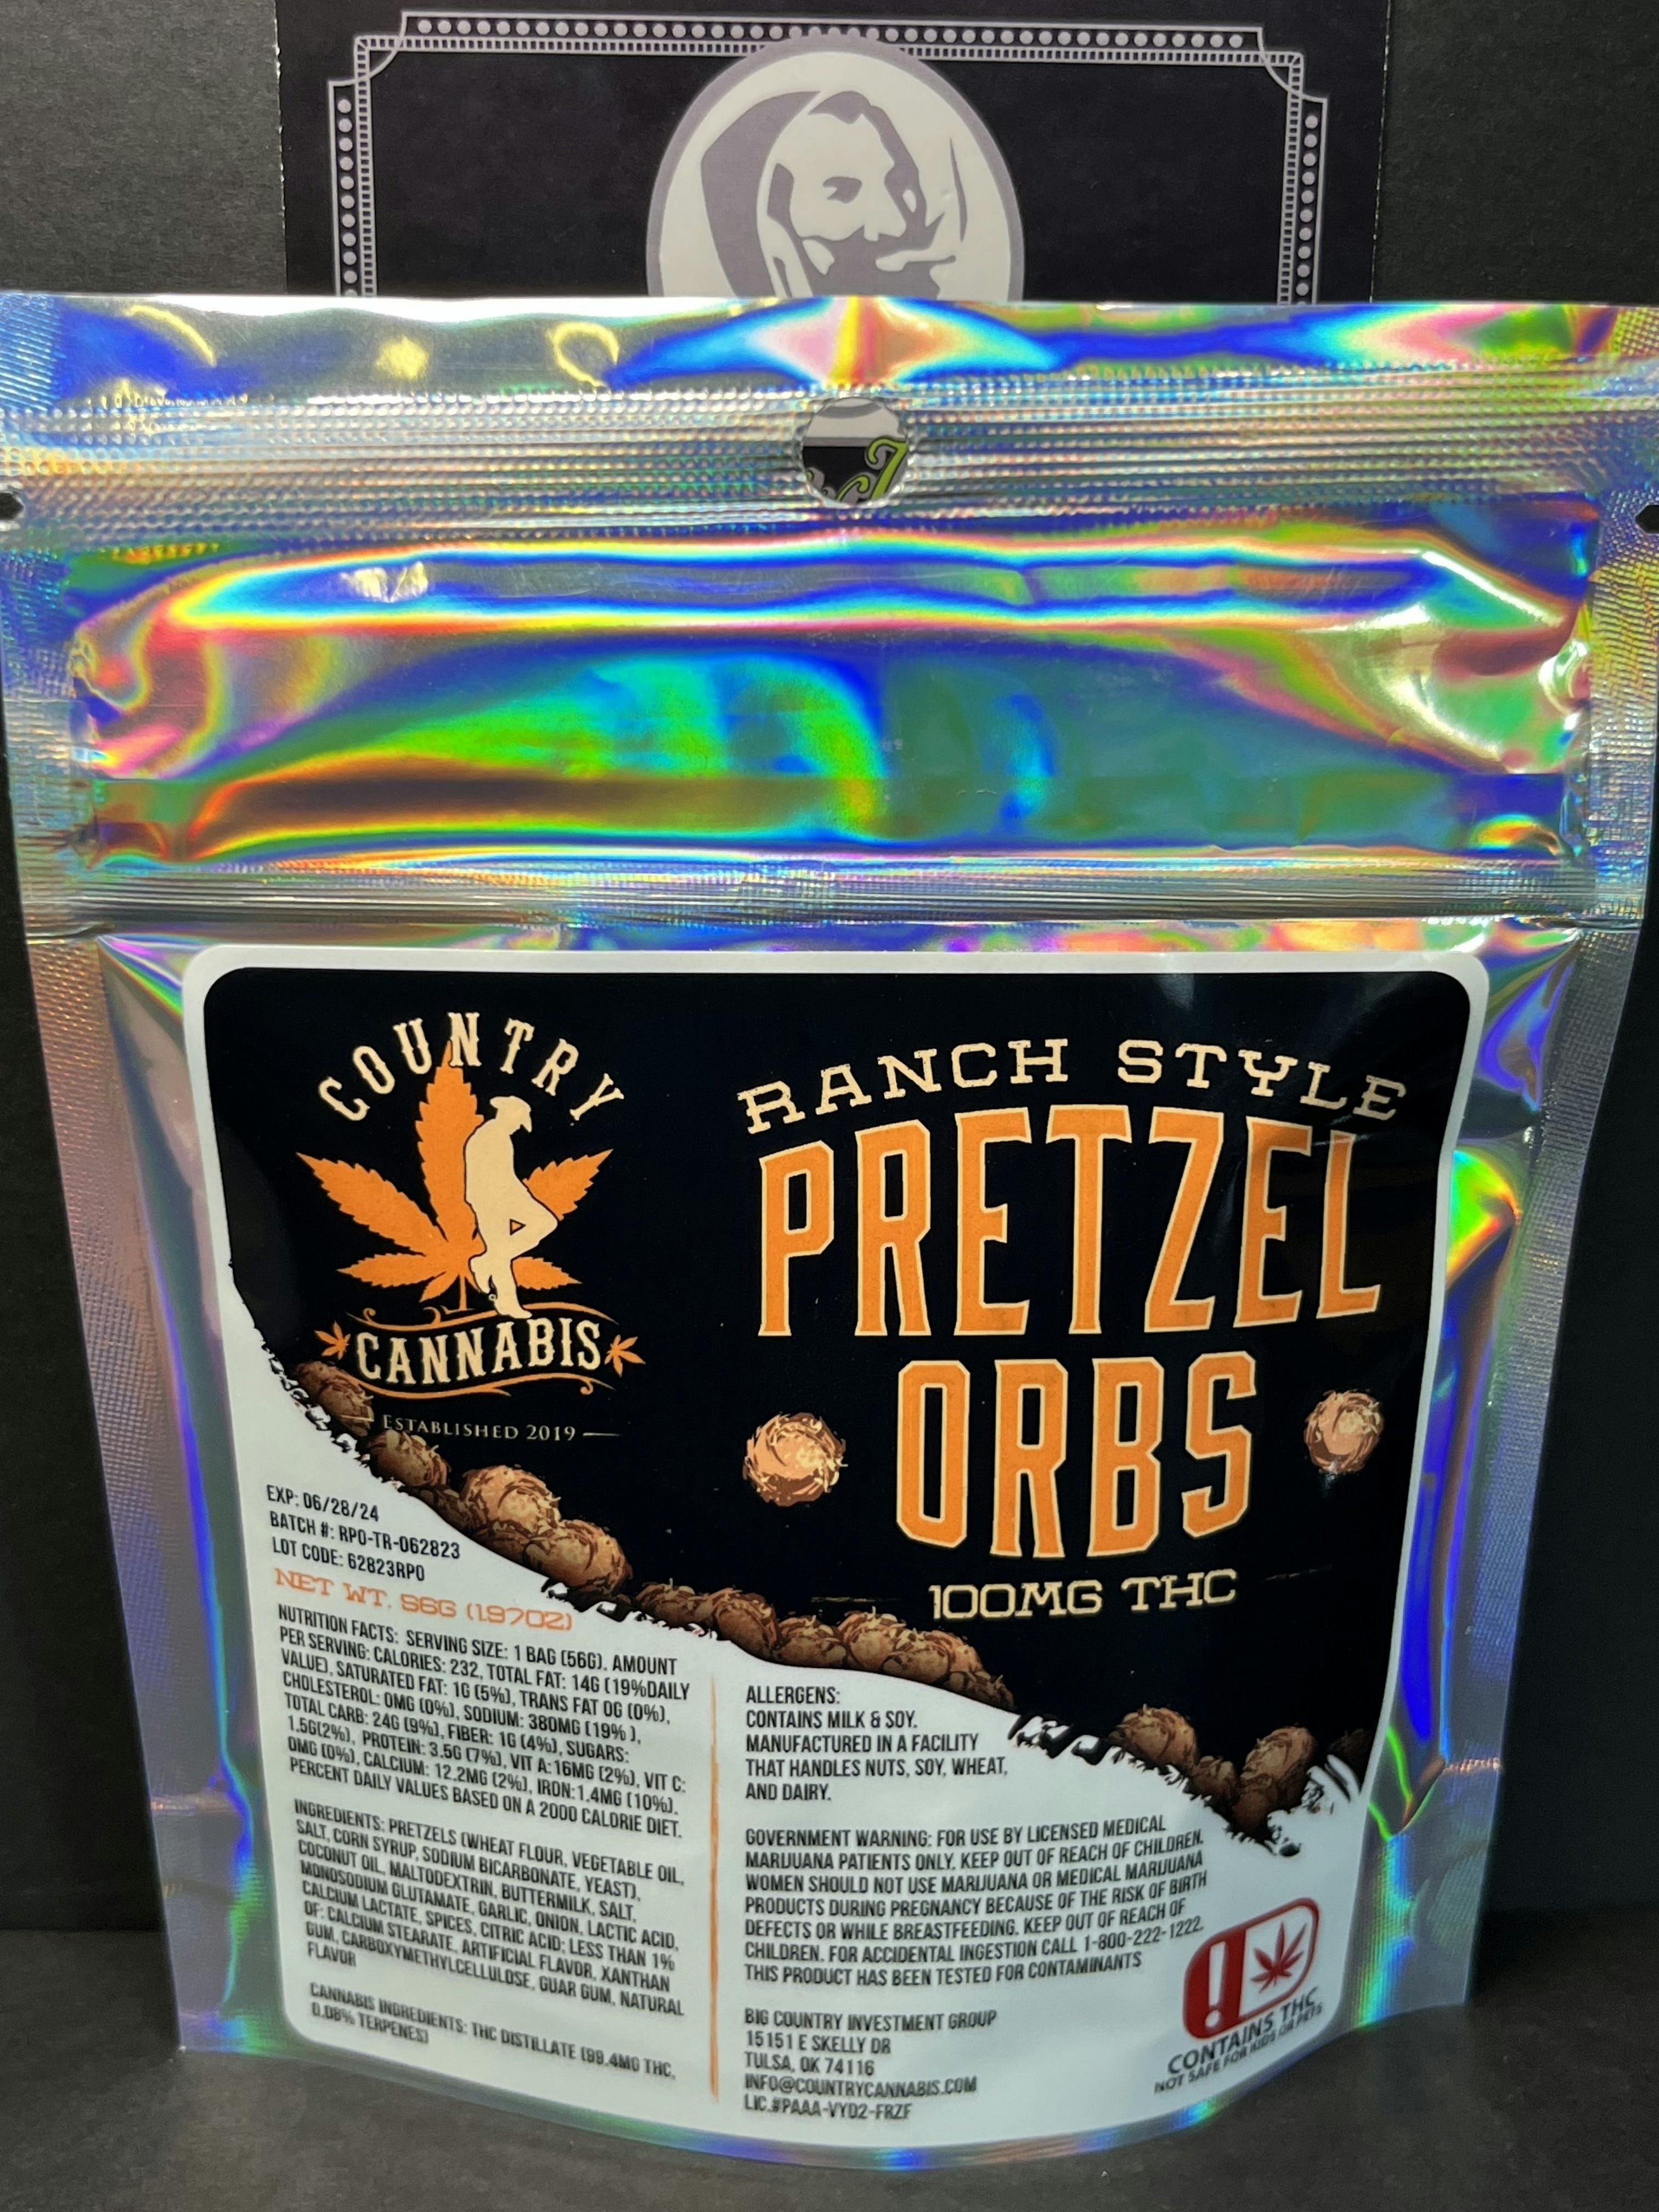 COUNTRY
CANNABIS
ESTABLISHED 2019
RANCH STYLE
PRETZEL
ORBS
100MG THC
EXP: 06/28/24
BATCH #: RPO-TR-062823
LOT CODE: 62823RPO
NET WT. 56G (1.97OZ)
NUTRITION FACTS: SERVING SIZE: 1 BAG (56G), AMOUNT
PER SERVING: CALORIES: 232, TOTAL FAT: 14G (19%DAILY
VALUE), SATURATED FAT: 1G (5%), TRANS FAT 0G (0%),
CHOLESTEROL: 0MG (0%), SODIUM: 380MG (19% ),
TOTAL CARB: 24G (9%), FIBER: 1G (4%), SUGARS:
1.5G(2%), PROTEIN: 3.5G (7%), VIT A:16MG (2%), VIT C:
0MG (0%), CALCIUM: 12.2MG (2%), IRON:1.4MG (10%).
PERCENT DAILY VALUES BASED ON A 2000 CALORIE DIET.
INGREDIENTS: PRETZELS (WHEAT FLOUR, VEGETABLE OIL,
SALT, CORN SYRUP, SODIUM BICARBONATE, YEAST),
COCONUT OIL, MALTODEXTRIN, BUTTERMILK, SALT,
MONOSODIUM GLUTAMATE, GARLIC, ONION, LACTIC ACID,
CALCIUM LACTATE, SPICES, CITRIC ACID; LESS THAN 1%
OF: CALCIUM STEARATE, ARTIFICIAL FLAVOR, XANTHAN
GUM, CARBOXYMETHYLCELLULOSE, GUAR GUM, NATURAL
FLAVOR
CANNABIS INGREDIENTS: THC DISTILLATE (99.4MG THC,
0.08% TERPENES)
ALLERGENS:
CONTAINS MILK & SOY.
MANUFACTURED IN A FACILITY
THAT HANDLES NUTS, SOY, WHEAT,
AND DAIRY.
GOVERNMENT WARNING: FOR USE BY LICENSED MEDICAL
MARIJUANA PATIENTS ONLY. KEEP OUT OF REACH OF CHILDREN.
WOMEN SHOULD NOT USE MARIJUANA OR MEDICAL MARIJUANA
PRODUCTS DURING PREGNANCY BECAUSE OF THE RISK OF BIRTH
DEFECTS OR WHILE BREASTFEEDING. KEEP OUT OF REACH OF
CHILDREN. FOR ACCIDENTAL INGESTION CALL 1-800-222-1222.
THIS PRODUCT HAS BEEN TESTED FOR CONTAMINANTS
BIG COUNTRY INVESTMENT GROUP
15151 E SKELLY DR
TULSA, OK 74116
INFO@COUNTRYCANNABIS.COM
LIC.#PAAA-VYD2-FRZF
CONTAINS THC
NOT SAFE FOR KIDS OR PETS